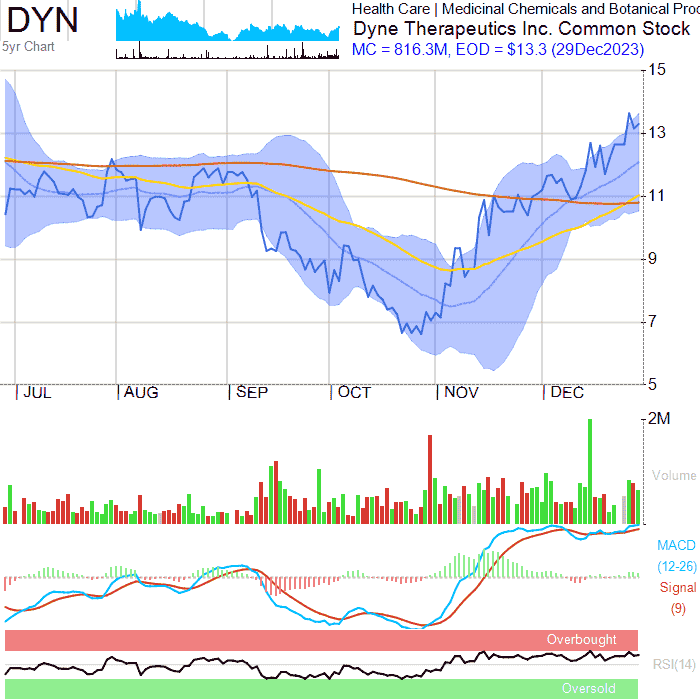 DYN
5yr Chart
Health Care | Medicinal Chemicals and Botanical Pro
Dyne Therapeutics Inc. Common Stock
MC = 816.3M, EOD = $13.3 (29Dec2023)
15
13
11
9
7
5
JUL
AUG
SEP
OCT
NOV
DEC
2M
Volume
MACD
(12-26)
Signal
(9)
Overbought
RSI(14)
Oversold